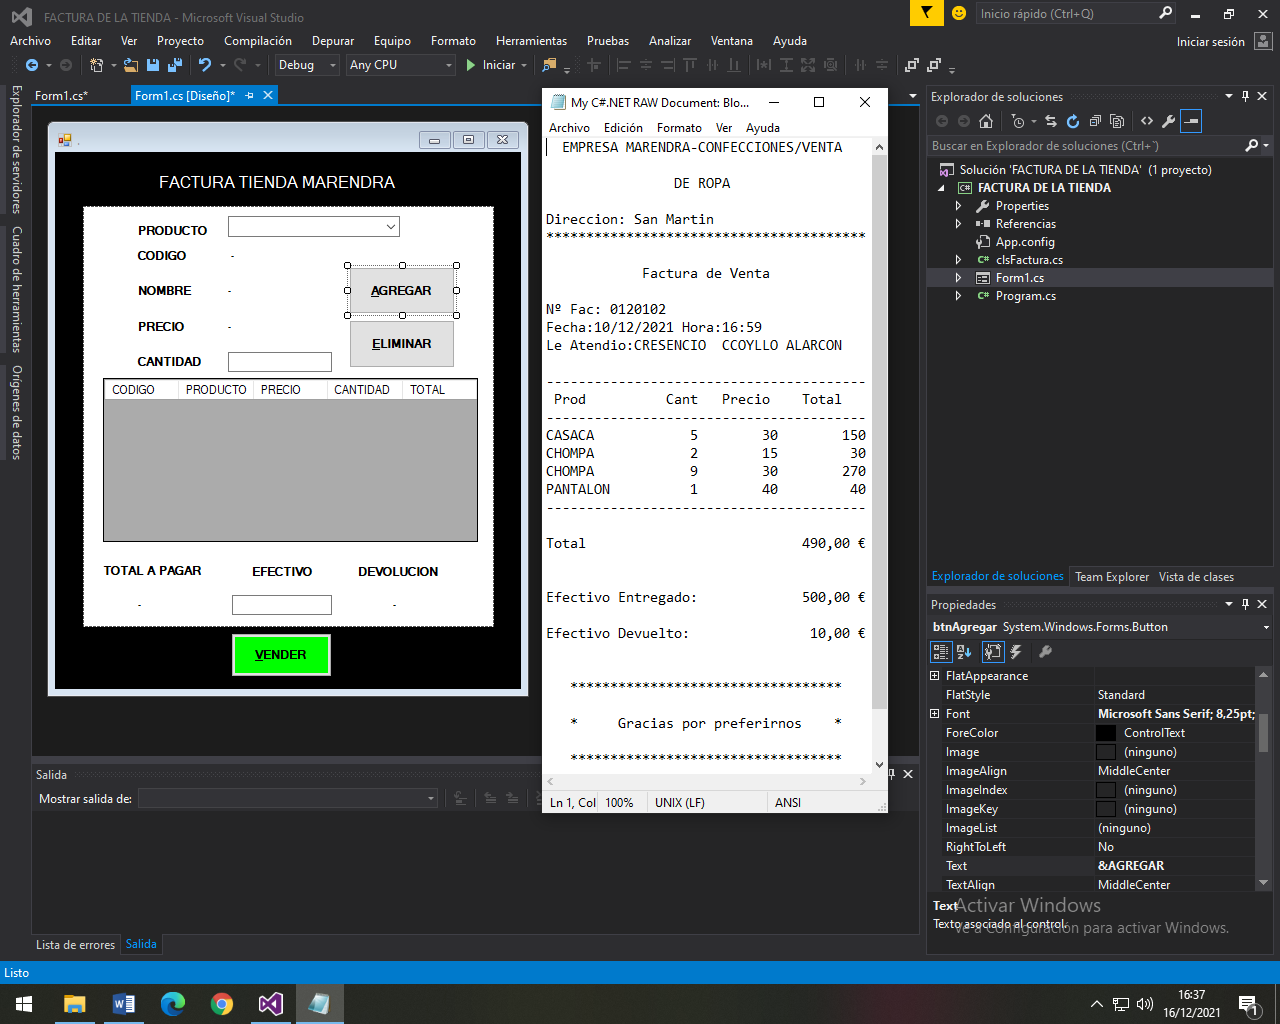 FACTURA DE LA TIENDA - Microsoft Visual Studio
Inicio rápido (Ctrl+Q)
Archivo Editar Ver Proyecto Compilación Depurar Equipo Formato Herramientas Pruebas Analizar Ventana Ayuda
Iniciar sesión
Debug Any CPU Iniciar
Explorador de servidores
Cuadro de herramientas
Orígenes de datos
Form1.cs* Form1.cs [Diseño]*
FACTURA TIENDA MARENDRA
PRODUCTO
CODIGO -
NOMBRE -
AGREGAR
PRECIO -
ELIMINAR
CANTIDAD
CODIGO PRODUCTO PRECIO CANTIDAD TOTAL
TOTAL A PAGAR EFECTIVO DEVOLUCION
- -
VENDER
My C#.NET RAW Document: Blo...
Archivo Edición Formato Ver Ayuda
EMPRESA MARENDRA-CONFECCIONES/VENTA
DE ROPA
Direccion: San Martin
****************************************
Factura de Venta
Nº Fac: 0120102
Fecha:10/12/2021 Hora:16:59
Le Atendio:CRESENCIO  CCOYLLO ALARCON
----------------------------------------
Prod Cant Precio Total
----------------------------------------
CASACA 5 30 150
CHOMPA 2 15 30
CHOMPA 9 30 270
PANTALON 1 40 40
----------------------------------------
Total 490,00 €
Efectivo Entregado: 500,00 €
Efectivo Devuelto: 10,00 €
**********************************
* Gracias por preferirnos *
**********************************
Ln 1, Col 100% UNIX (LF) ANSI
Explorador de soluciones
Buscar en Explorador de soluciones (Ctrl+¨)
Solución 'FACTURA DE LA TIENDA' (1 proyecto)
FACTURA DE LA TIENDA
Properties
Referencias
App.config
clsFactura.cs
Form1.cs
Program.cs
Explorador de soluciones Team Explorer Vista de clases
Propiedades
btnAgregar System.Windows.Forms.Button
FlatAppearance
FlatStyle Standard
Font Microsoft Sans Serif; 8,25pt;
ForeColor ControlText
Image (ninguno)
ImageAlign MiddleCenter
ImageIndex (ninguno)
ImageKey (ninguno)
ImageList (ninguno)
RightToLeft No
Text &AGREGAR
TextAlign MiddleCenter
Text
Texto asociado al control.
Activar Windows
Ve a Configuración para activar Windows.
Salida
Mostrar salida de:
Lista de errores Salida
Listo
16:37
16/12/2021
1